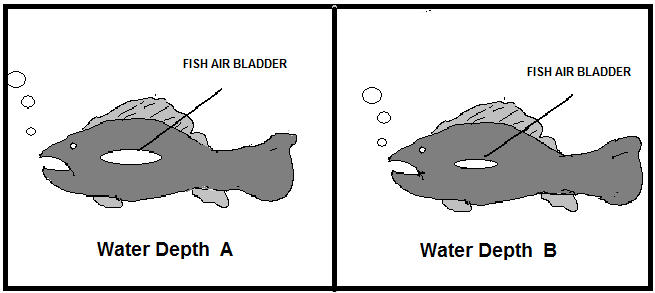 FISH AIR BLADDER
Water Depth A
FISH AIR BLADDER
Water Depth B